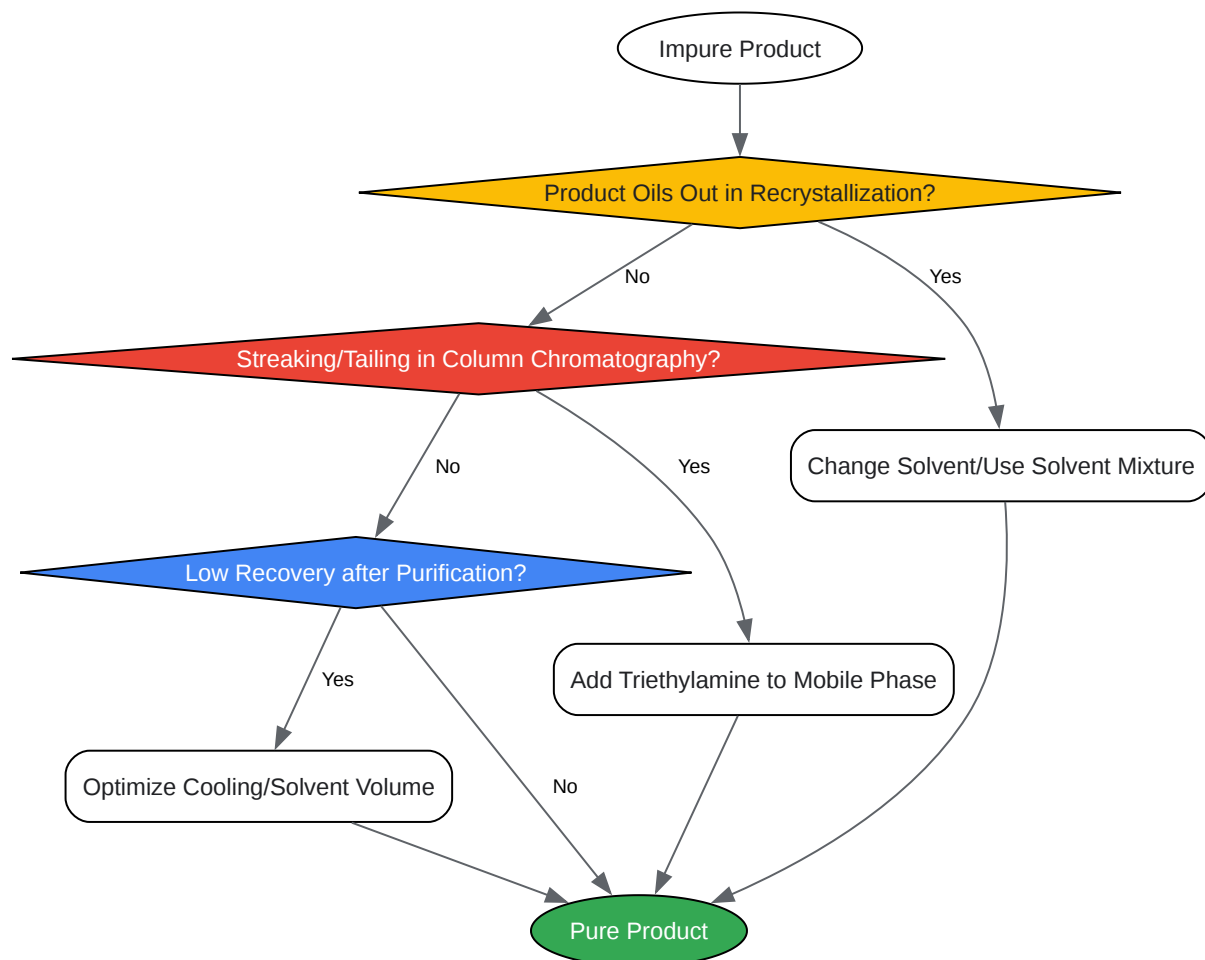 Impure Product
Product Oils Out in Recrystallization?
No
Yes
Streaking/Tailing in Column Chromatography?
No
Yes
Change Solvent/Use Solvent Mixture
Low Recovery after Purification?
Yes
Add Triethylamine to Mobile Phase
Optimize Cooling/Solvent Volume
No
Pure Product